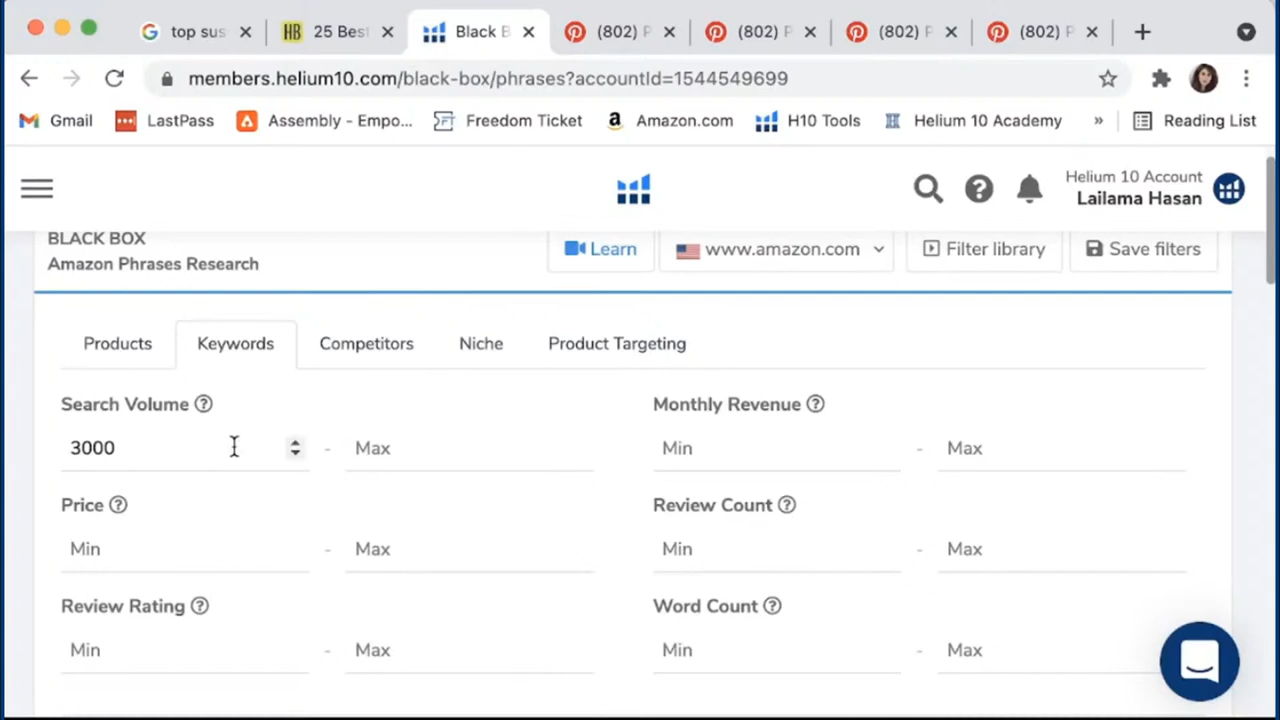 top sus
HB 25 Best
Black B
(802) P
(802) P
(802) P
(802) P
members.helium10.com/black-box/phrases?accountId=1544549699
Gmail
LastPass
Assembly - Empo...
Freedom Ticket
Amazon.com
H10 Tools
Helium 10 Academy
»
Reading List
Helium 10 Account
Lailama Hasan
BLACK BOX
Amazon Phrases Research
Learn
www.amazon.com
Filter library
Save filters
Products
Keywords
Competitors
Niche
Product Targeting
Search Volume
3000 - Max
Monthly Revenue
Min - Max
Price
Min - Max
Review Count
Min - Max
Review Rating
Min - Max
Word Count
Min - Max